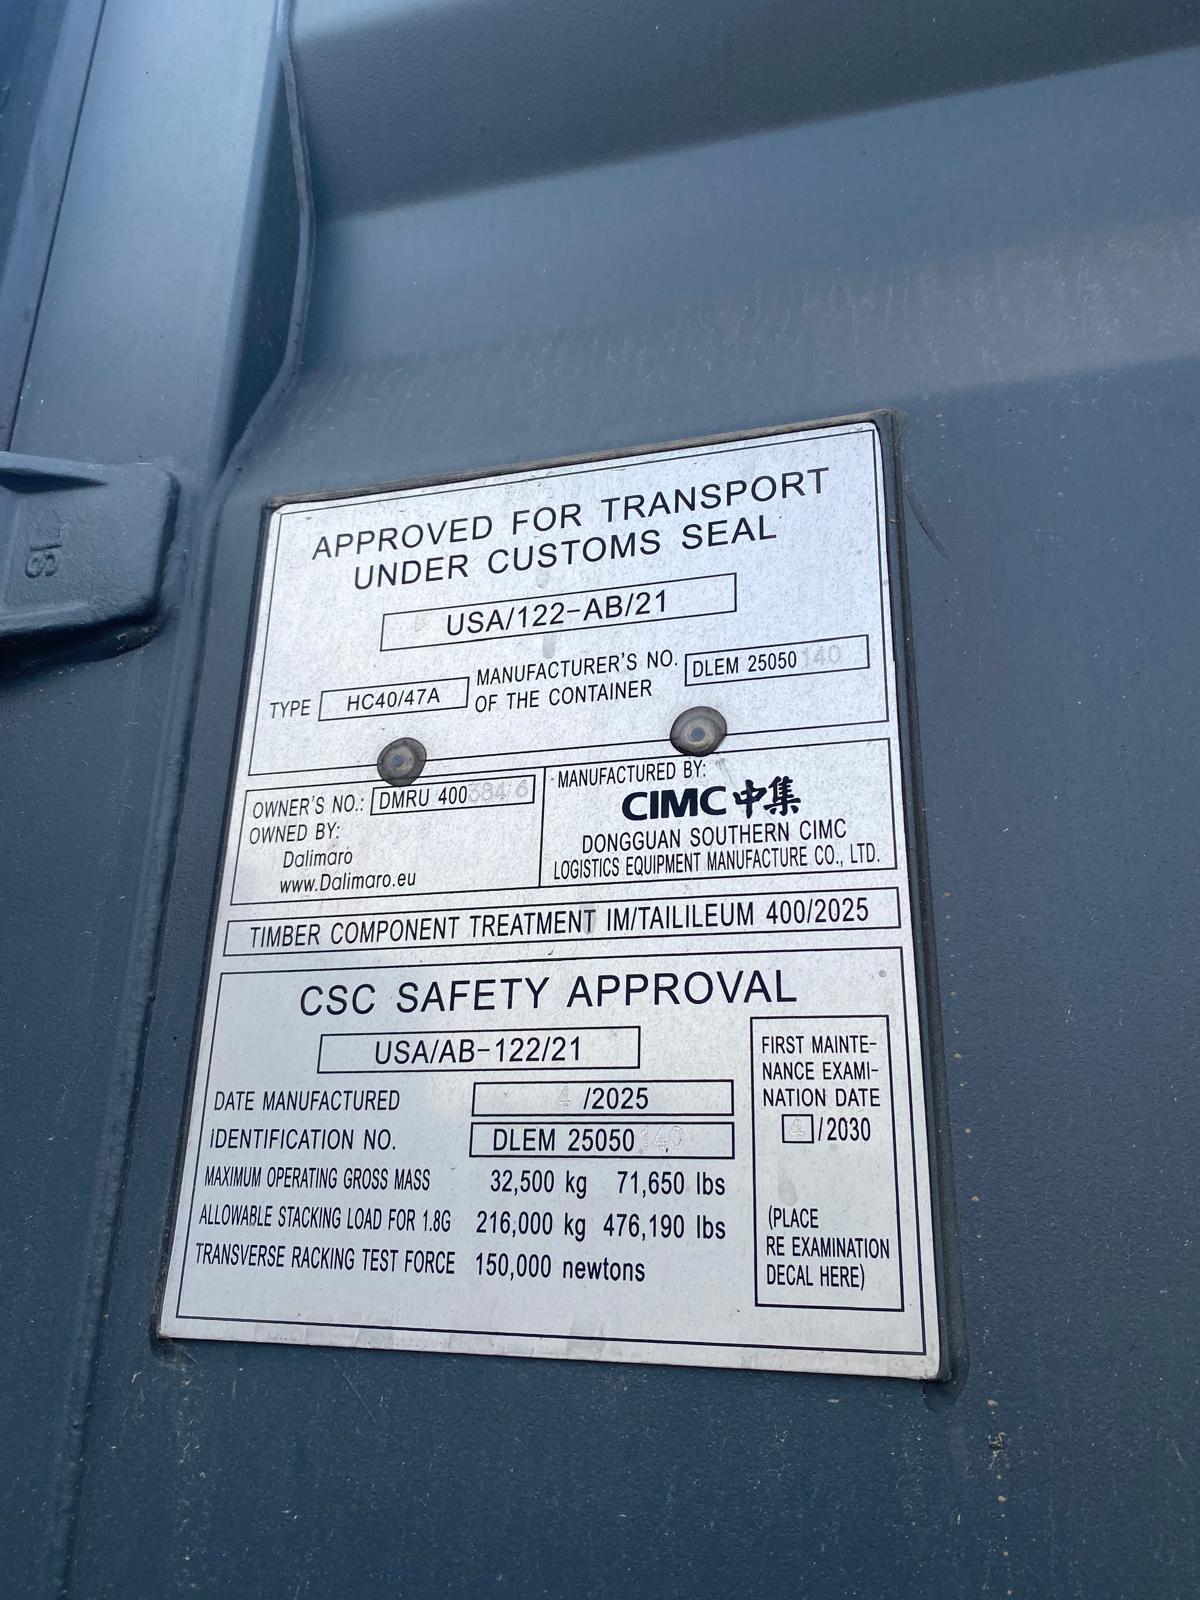 APPROVED FOR TRANSPORT
UNDER CUSTOMS SEAL
USA/122-AB/21
TYPE HC40/47A MANUFACTURER'S NO. OF THE CONTAINER DLEM 25050140
OWNER'S NO.: DMRU 4003846
OWNED BY:
Dalimaro
www.Dalimaro.eu
MANUFACTURED BY:
CIMC 中集
DONGGUAN SOUTHERN CIMC
LOGISTICS EQUIPMENT MANUFACTURE CO., LTD.
TIMBER COMPONENT TREATMENT IM/TAILILEUM 400/2025
CSC SAFETY APPROVAL
USA/AB-122/21
DATE MANUFACTURED 4/2025
IDENTIFICATION NO. DLEM 25050140
MAXIMUM OPERATING GROSS MASS 32,500 kg 71,650 lbs
ALLOWABLE STACKING LOAD FOR 1.8G 216,000 kg 476,190 lbs
TRANSVERSE RACKING TEST FORCE 150,000 newtons
FIRST MAINTE-
NANCE EXAMI-
NATION DATE
4/2030
(PLACE
RE EXAMINATION
DECAL HERE)